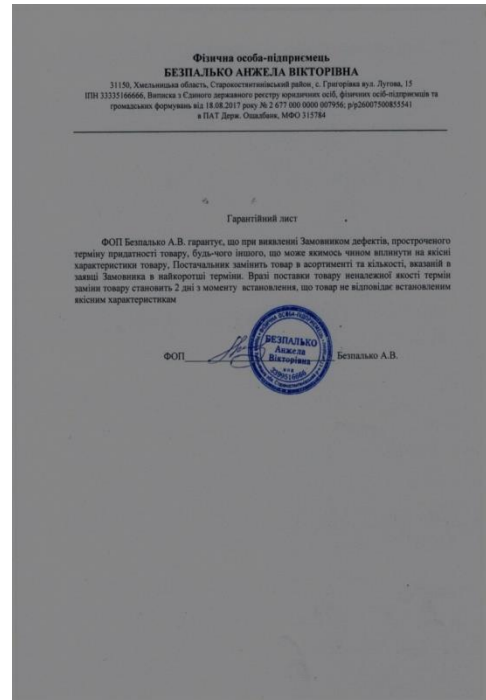 Фізична особа-підприємець
БЕЗПАЛЬКО АНЖЕЛА ВІКТОРІВНА
31150, Хмельницька область, Старокостянтинівський район, с. Григорівка вул. Лугова, 15
ІПН 33335166666, Виписка з Єдиного державного реєстру юридичних осіб, фізичних осіб-підприємців та
громадських формувань від 18.08.2017 року № 2 677 000 0000 007956; р/р26007500855541
в ПАТ Держ. Ощадбанк, МФО 315784
Гарантійний лист
ФОП Безпалько А.В. гарантує, що при виявленні Замовником дефектів, простроченого
терміну придатності товару, будь-чого іншого, що може якимось чином вплинути на якісні
характеристики товару, Постачальник замінить товар в асортименті та кількості, вказаній в
заявці Замовника в найкоротші терміни. Вразі поставки товару неналежної якості термін
заміни товару становить 2 дні з моменту встановлення, що товар не відповідає встановленим
якісним характеристикам
ФОП Безпалько А.В.
БЕЗПАЛЬКО
Анжела
Вікторівна